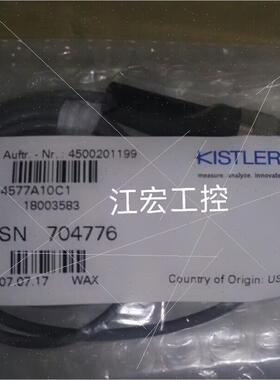 Auftr. - Nr.: 4500201199
KISTLER
measure. analyze. innovate
4577A10C1
18003583
江宏工控
SN 704776
07.07.17 WAX
Country of Origin: US